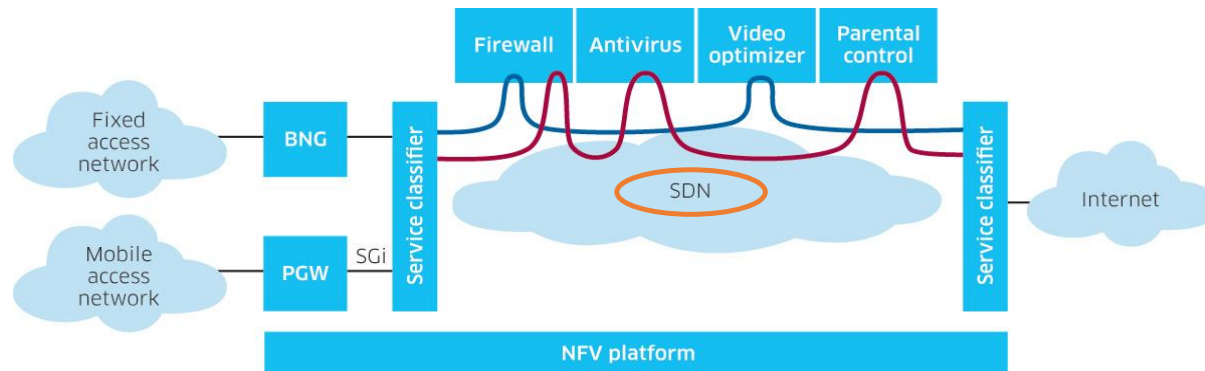 Firewall
Antivirus
Video
optimizer
Parental
control
Fixed
access
network
BNG
Service classifier
SDN
Service classifier
Internet
Mobile
access
network
PGW
SGi
NFV platform